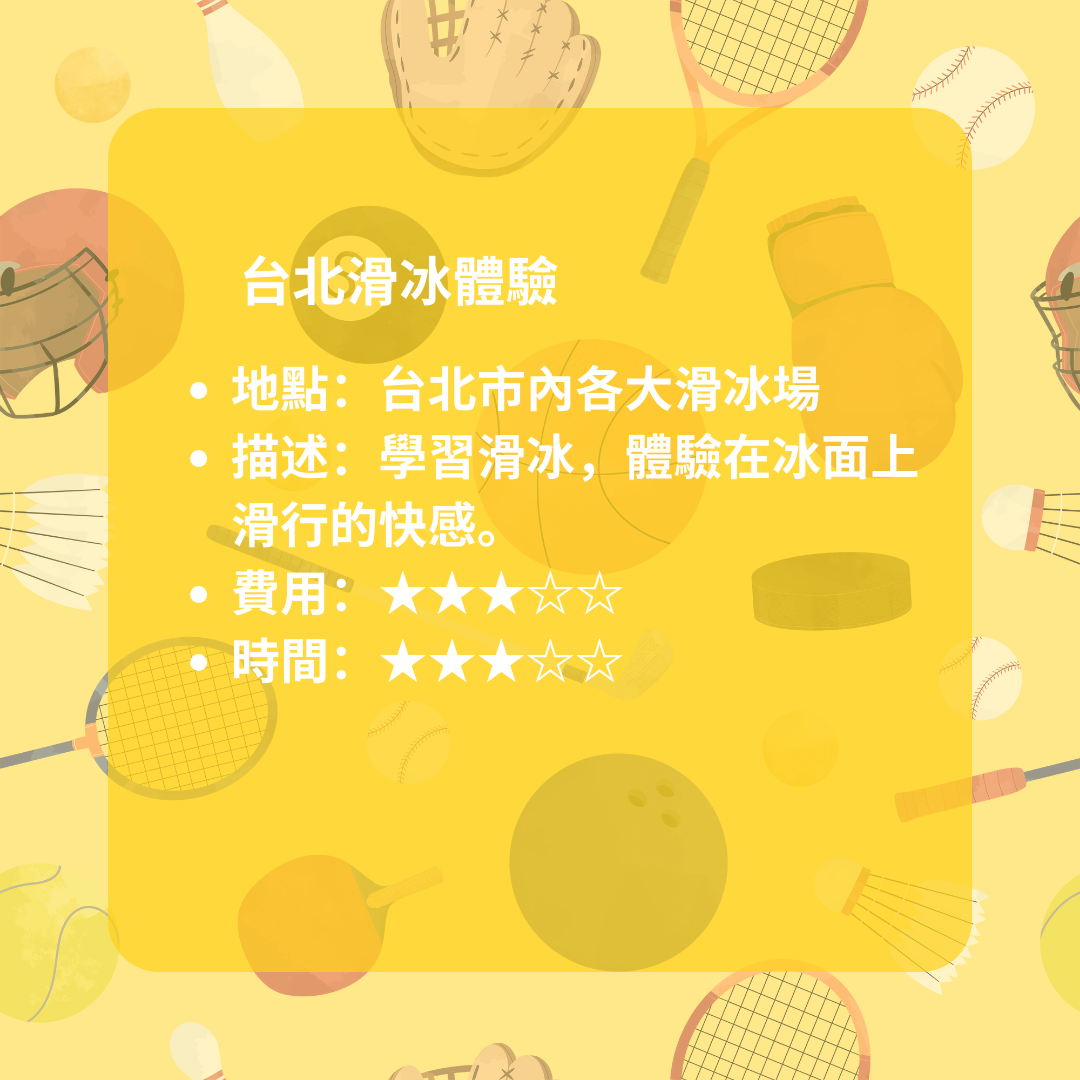 台北滑冰體驗
• 地點：台北市內各大滑冰場
• 描述：學習滑冰，體驗在冰面上
滑行的快感。
• 費用：★★★☆☆
• 時間：★★★☆☆